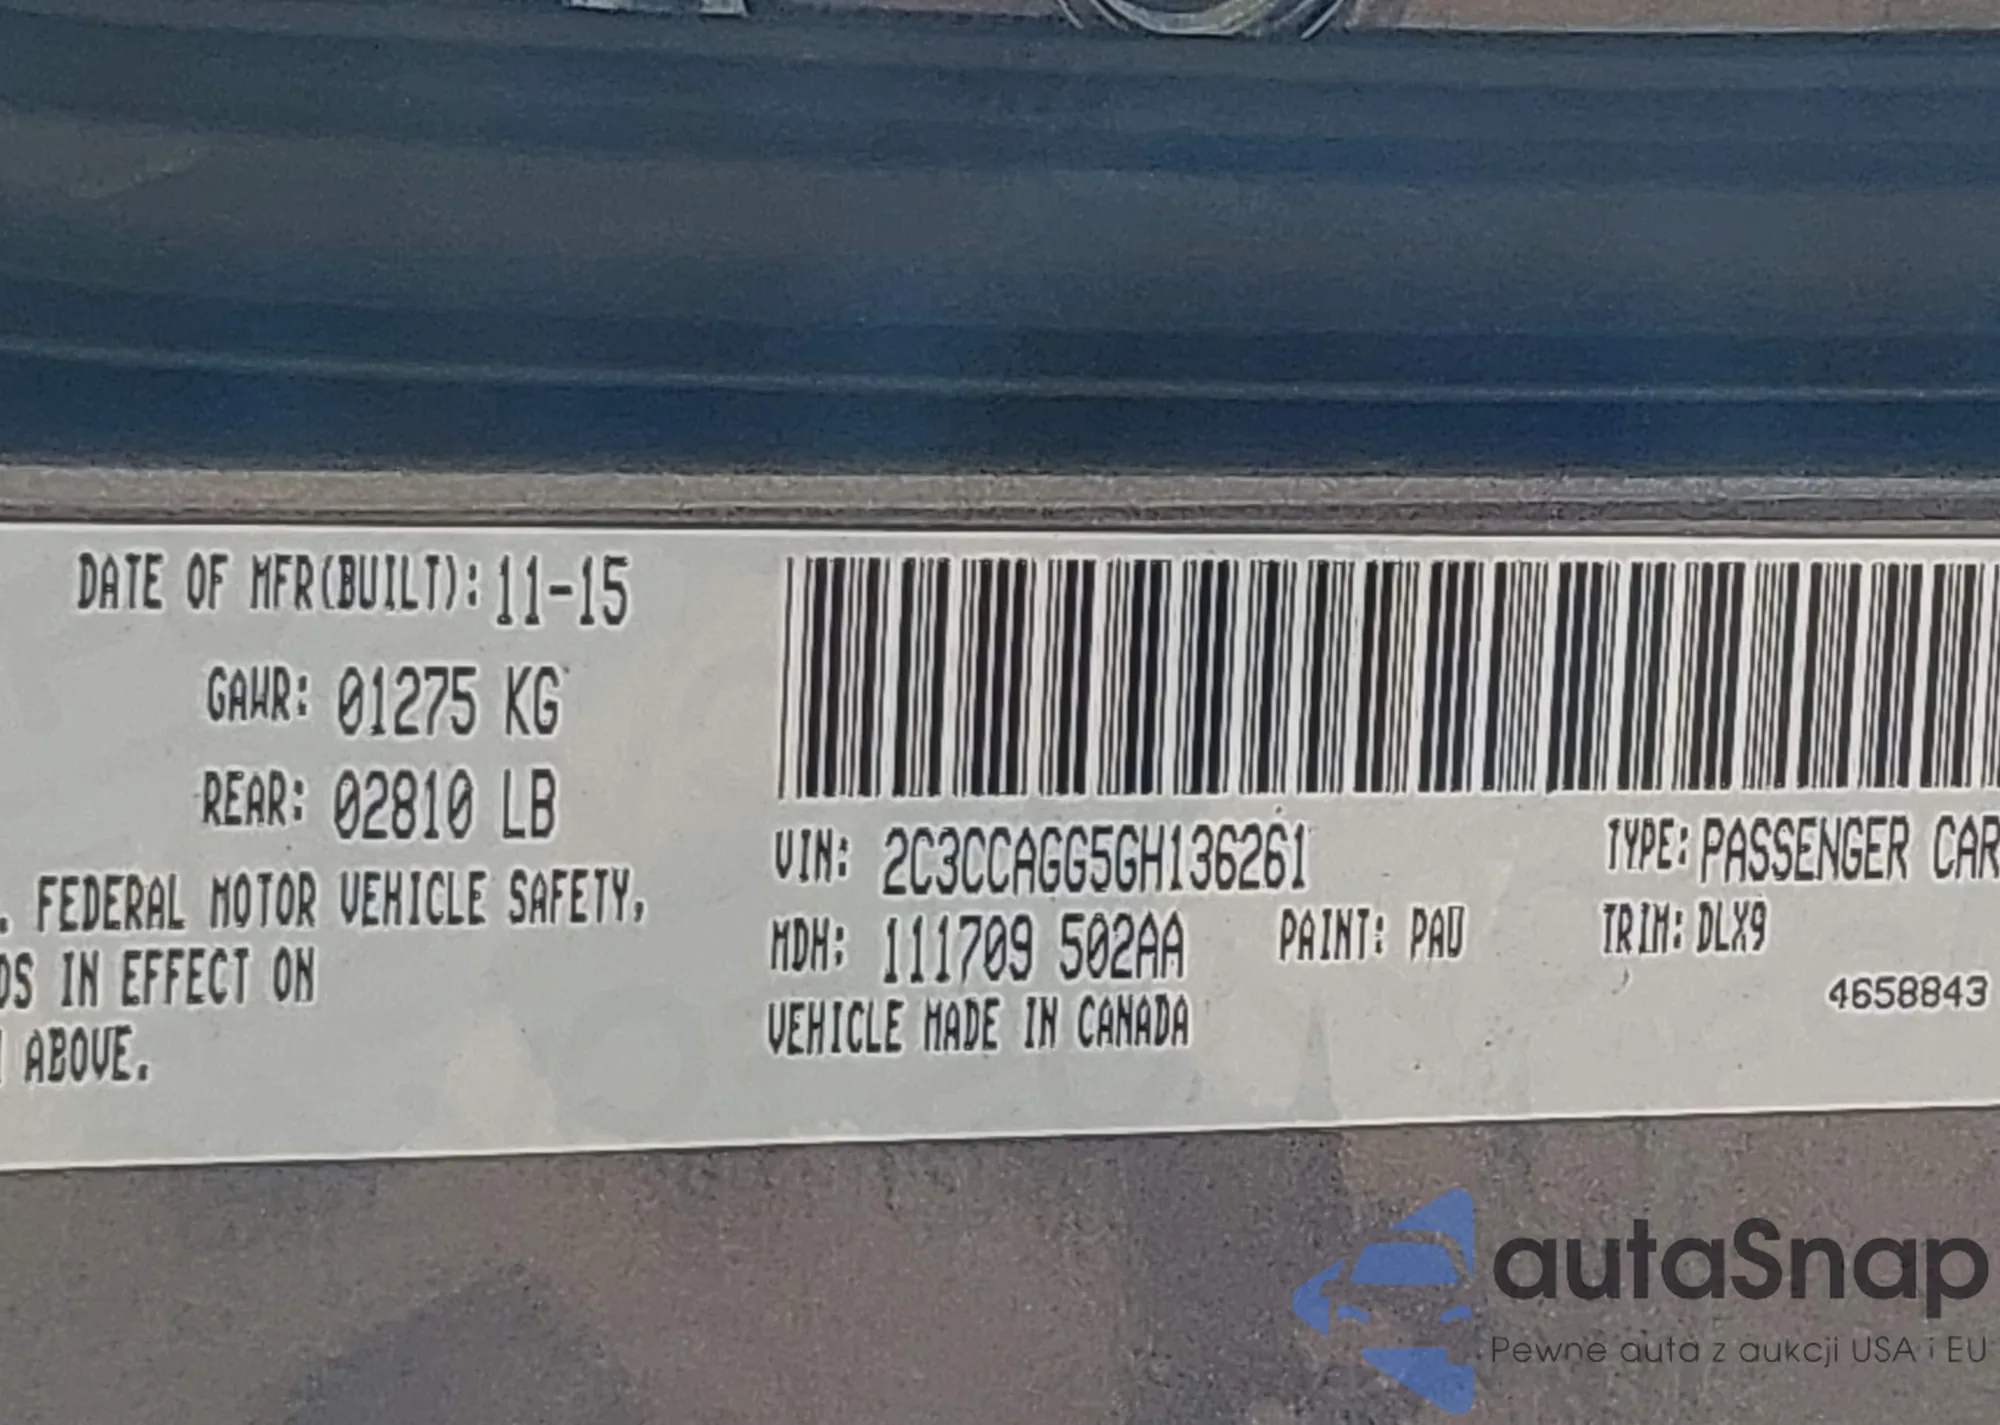 DATE OF MFR(BUILT): 11-15
GAWR: 01275 KG
REAR: 02810 LB
. FEDERAL MOTOR VEHICLE SAFETY,
DS IN EFFECT ON
ABOVE.
VIN: 2C3CCAGG5GH136261
TYPE: PASSENGER CAR
MDH: 111709 502AA
PAINT: PAU
TRIM: DLX9
VEHICLE MADE IN CANADA
4658843
autaSnap
Pewne auta z aukcji USA i EU